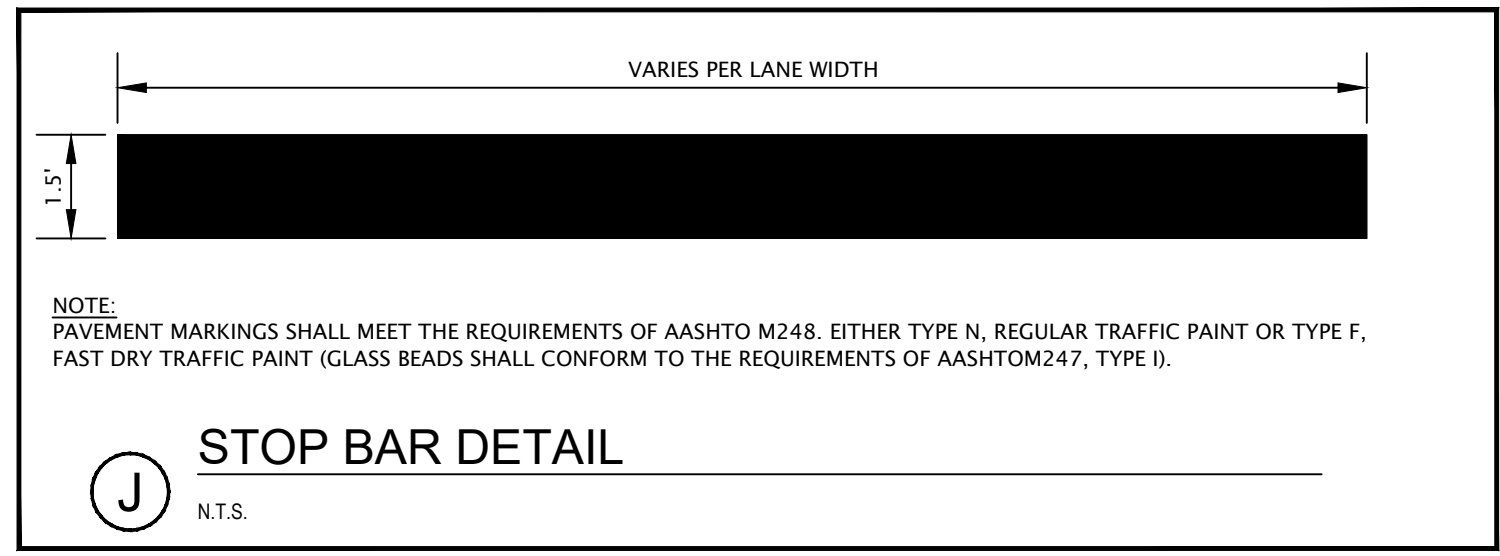 VARIES PER LANE WIDTH
1.5'
NOTE:
PAVEMENT MARKINGS SHALL MEET THE REQUIREMENTS OF AASHTO M248. EITHER TYPE N, REGULAR TRAFFIC PAINT OR TYPE F,
FAST DRY TRAFFIC PAINT (GLASS BEADS SHALL CONFORM TO THE REQUIREMENTS OF AASHTOM247, TYPE I).
J
STOP BAR DETAIL
N.T.S.